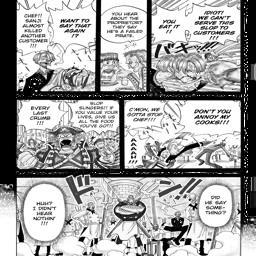 IDIOT!
WE CAN'T
SERVE THIS
SLOP TO
CUSTOMERS
!!!
YOU
EAT IT
!!
YOU HEAR
ABOUT THE
PROPRIETOR?
THEY SAY
HE'S A FAILED
PIRATE.
WANT TO
SAY THAT
AGAIN
!?
CHEF!!
SANJI
ALMOST
KILLED
ANOTHER
CUSTOMER
!!!
DON'T YOU
ANNOY
MY COOKS!!!
C'MON, WE
GOTTA STOP
CHEF!!!
SLOP
SLINGERS! IF
YOU VALUE YOUR
LIVES, GIVE US
ALL THE FOOD
YOU'VE GOT!!
EVERY
LAST
CRUMB
!!!
DID
HE SAY
SOME-
THING?
HUH?
I DIDN'T
HEAR
NOTHIN'
!!!